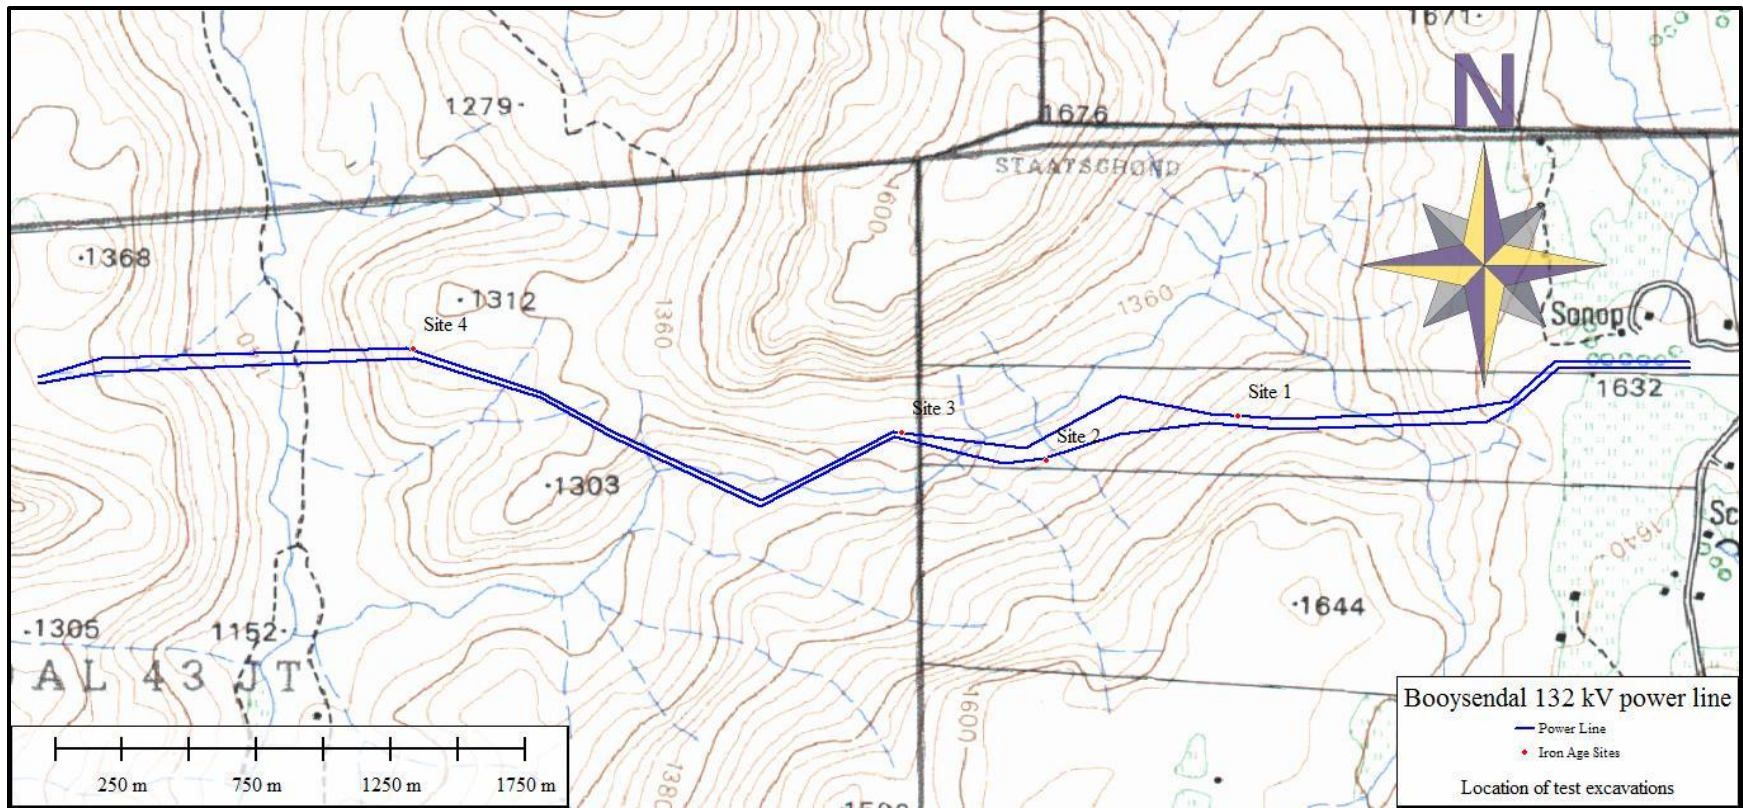 1671
N
1279
1676
STAATSGROND
1600
1368
1312
1360
1360
Sonop
Site 4
1632
Site 1
Site 3
Site 2
1303
1640
1644
1305
1152
AL 43 JT
1600
1380
Booysendal 132 kV power line
Power Line
Iron Age Sites
Location of test excavations
250 m 750 m 1250 m 1750 m